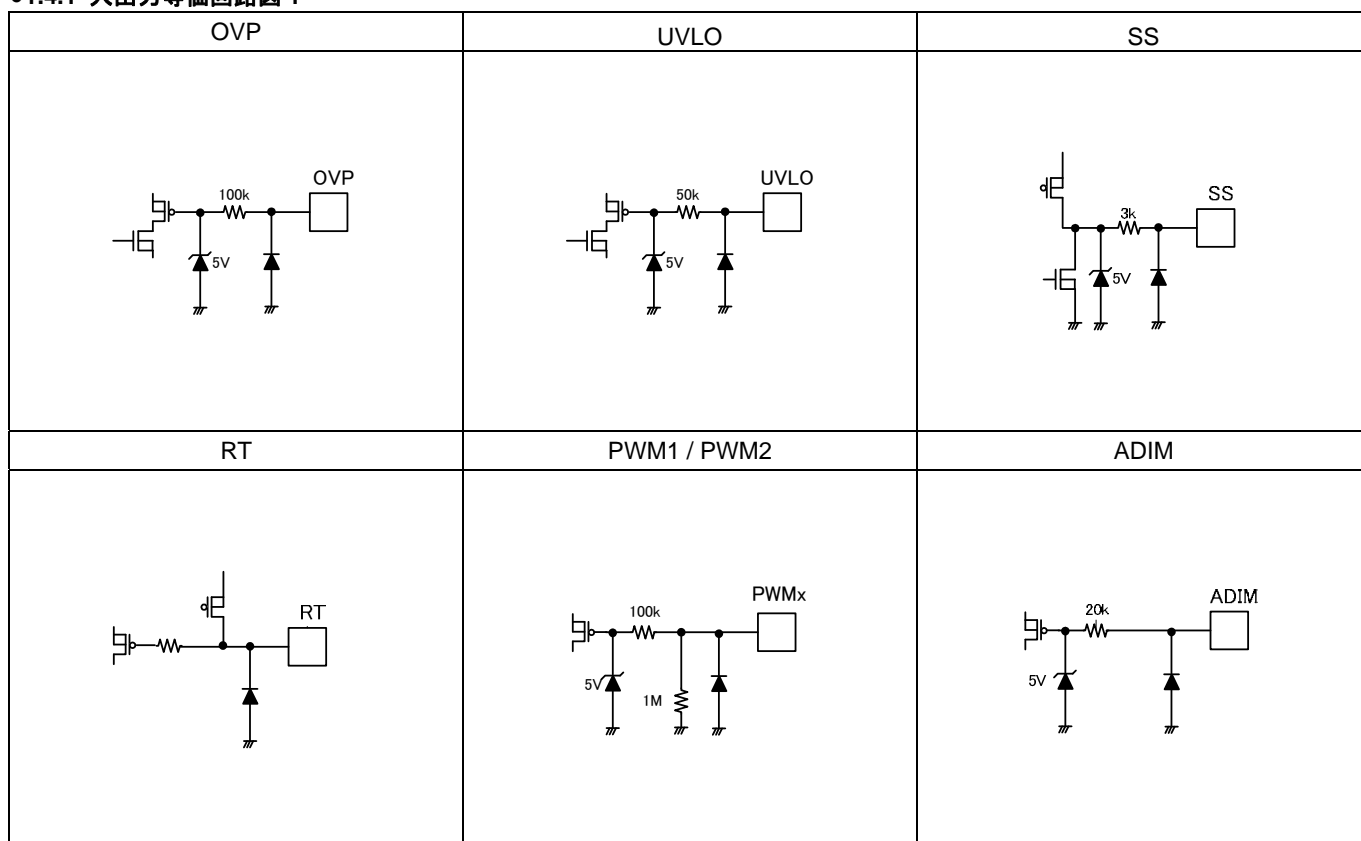 OVP
UVLO
SS
OVP
100k
5V
UVLO
50k
5V
SS
3k
5V
RT
PWM1 / PWM2
ADIM
RT
PWMx
100k
5V
1M
ADIM
20k
5V